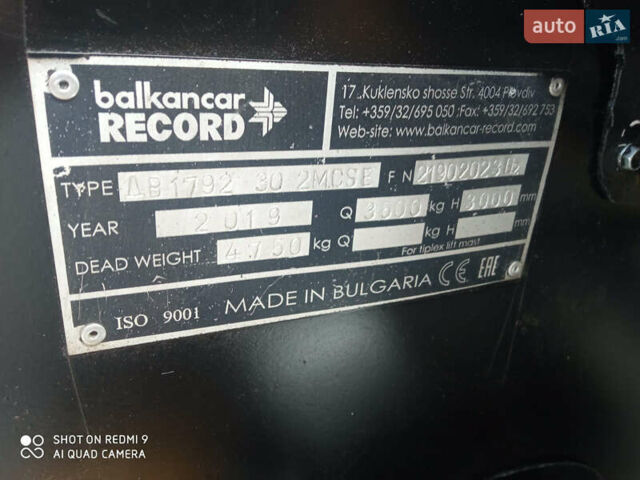 auto RIA .com
balkancar
RECORD
17 .Kuklensko shosse Str. 4004 Plovdiv
Tel: +359/32/695 050 ;Fax: +359/32/692 753
Web-site: www.balkancar-record.com
TYPE ДВ1792 30 2MCSE F N
YEAR 2019 Q 3500 kg H 3000 mm
DEAD WEIGHT 4750 kg Q kg H mm
For tiplex lift mast
ISO 9001 MADE IN BULGARIA CE EAC
SHOT ON REDMI 9
AI QUAD CAMERA